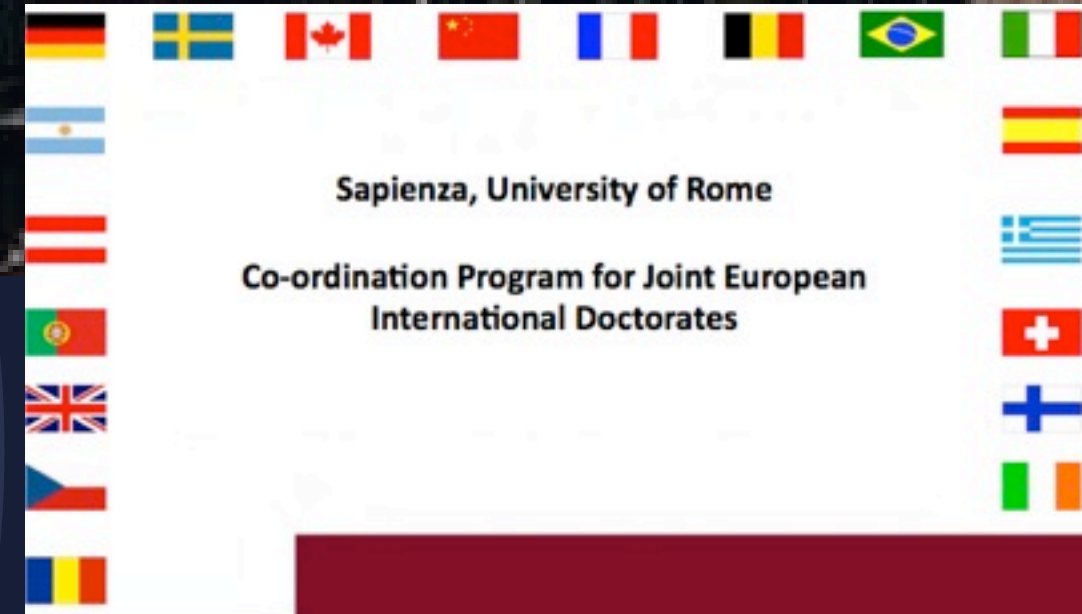 Sapienza, University of Rome
Co-ordination Program for Joint European
International Doctorates